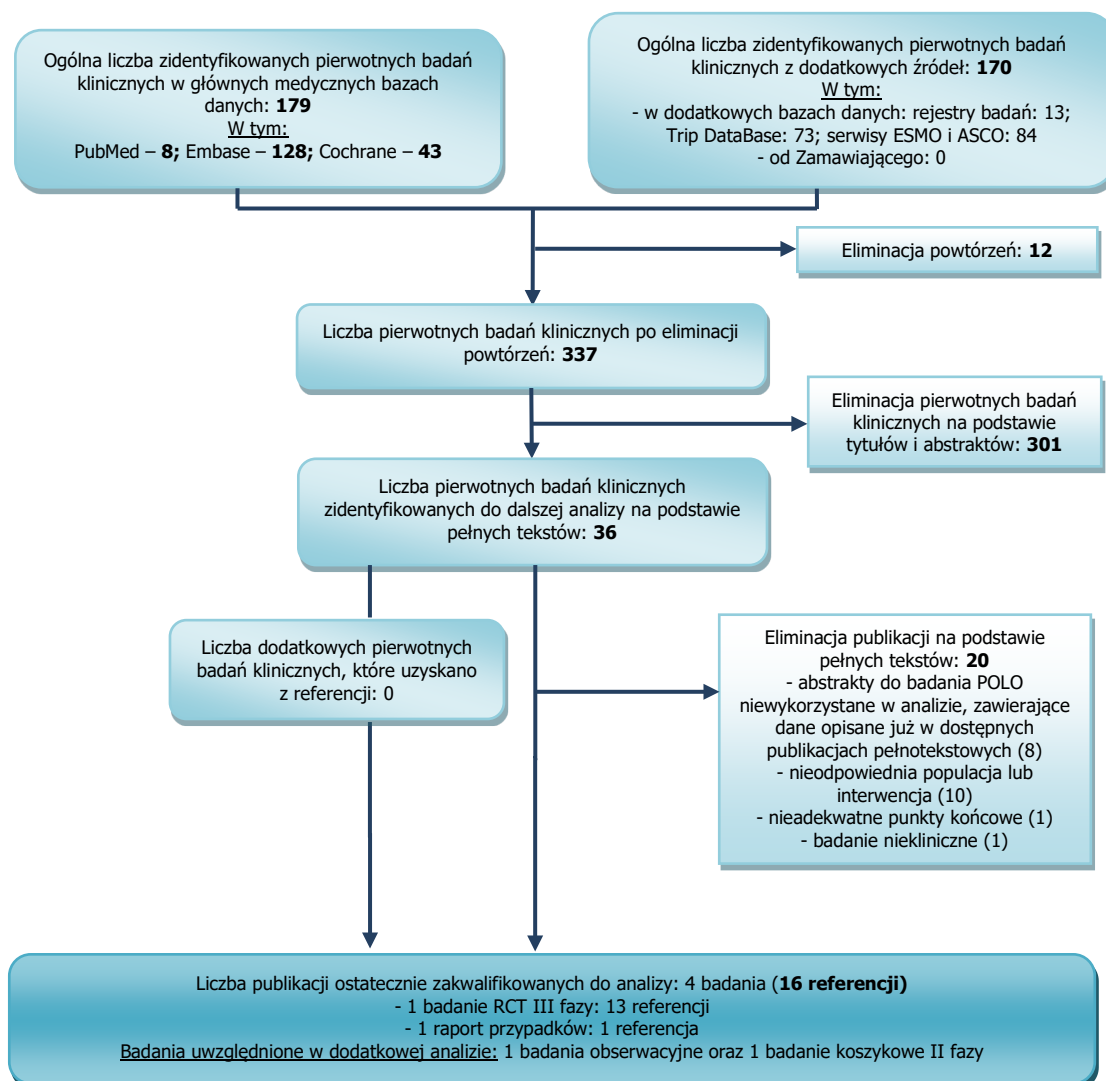 Ogólna liczba zidentyfikowanych pierwotnych badań
klinicznych w głównych medycznych bazach
danych: 179
W tym:
PubMed – 8; Embase – 128; Cochrane – 43
Ogólna liczba zidentyfikowanych pierwotnych badań
klinicznych z dodatkowych źródeł: 170
W tym:
- w dodatkowych bazach danych: rejestry badań: 13;
Trip DataBase: 73; serwisy ESMO i ASCO: 84
- od Zamawiającego: 0
Eliminacja powtórzeń: 12
Liczba pierwotnych badań klinicznych po eliminacji
powtórzeń: 337
Eliminacja pierwotnych badań
klinicznych na podstawie
tytułów i abstraktów: 301
Liczba pierwotnych badań klinicznych
zidentyfikowanych do dalszej analizy na podstawie
pełnych tekstów: 36
Liczba dodatkowych pierwotnych
badań klinicznych, które uzyskano
z referencji: 0
Eliminacja publikacji na podstawie
pełnych tekstów: 20
- abstrakty do badania POLO
niewykorzystane w analizie, zawierające
dane opisane już w dostępnych
publikacjach pełnotekstowych (8)
- nieodpowiednia populacja lub
interwencja (10)
- nieadekwatne punkty końcowe (1)
- badanie niekliniczne (1)
Liczba publikacji ostatecznie zakwalifikowanych do analizy: 4 badania (16 referencji)
- 1 badanie RCT III fazy: 13 referencji
- 1 raport przypadków: 1 referencja
Badania uwzględnione w dodatkowej analizie: 1 badania obserwacyjne oraz 1 badanie koszykowe II fazy